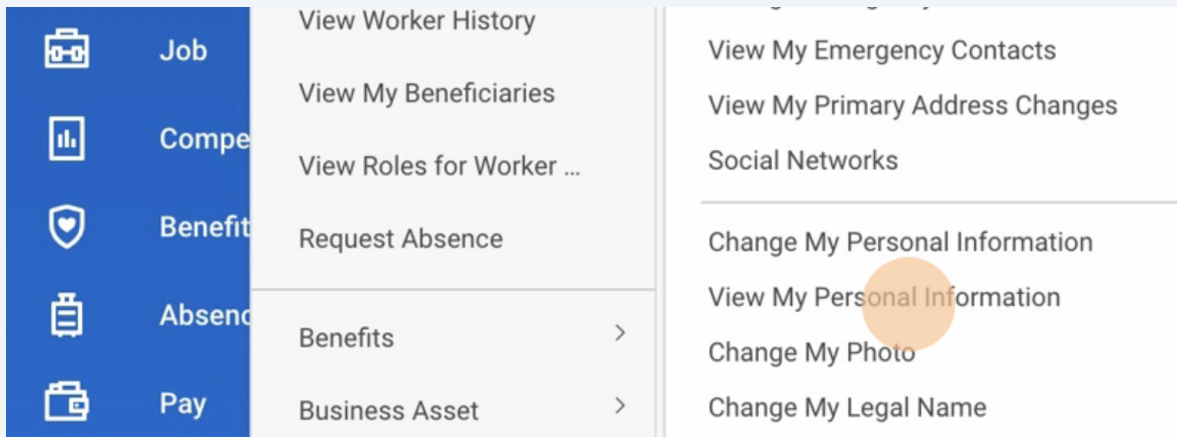 Job
Compe
Benefit
Absenc
Pay
View Worker History
View My Beneficiaries
View Roles for Worker ...
Request Absence
Benefits
Business Asset
View My Emergency Contacts
View My Primary Address Changes
Social Networks
Change My Personal Information
View My Personal Information
Change My Photo
Change My Legal Name